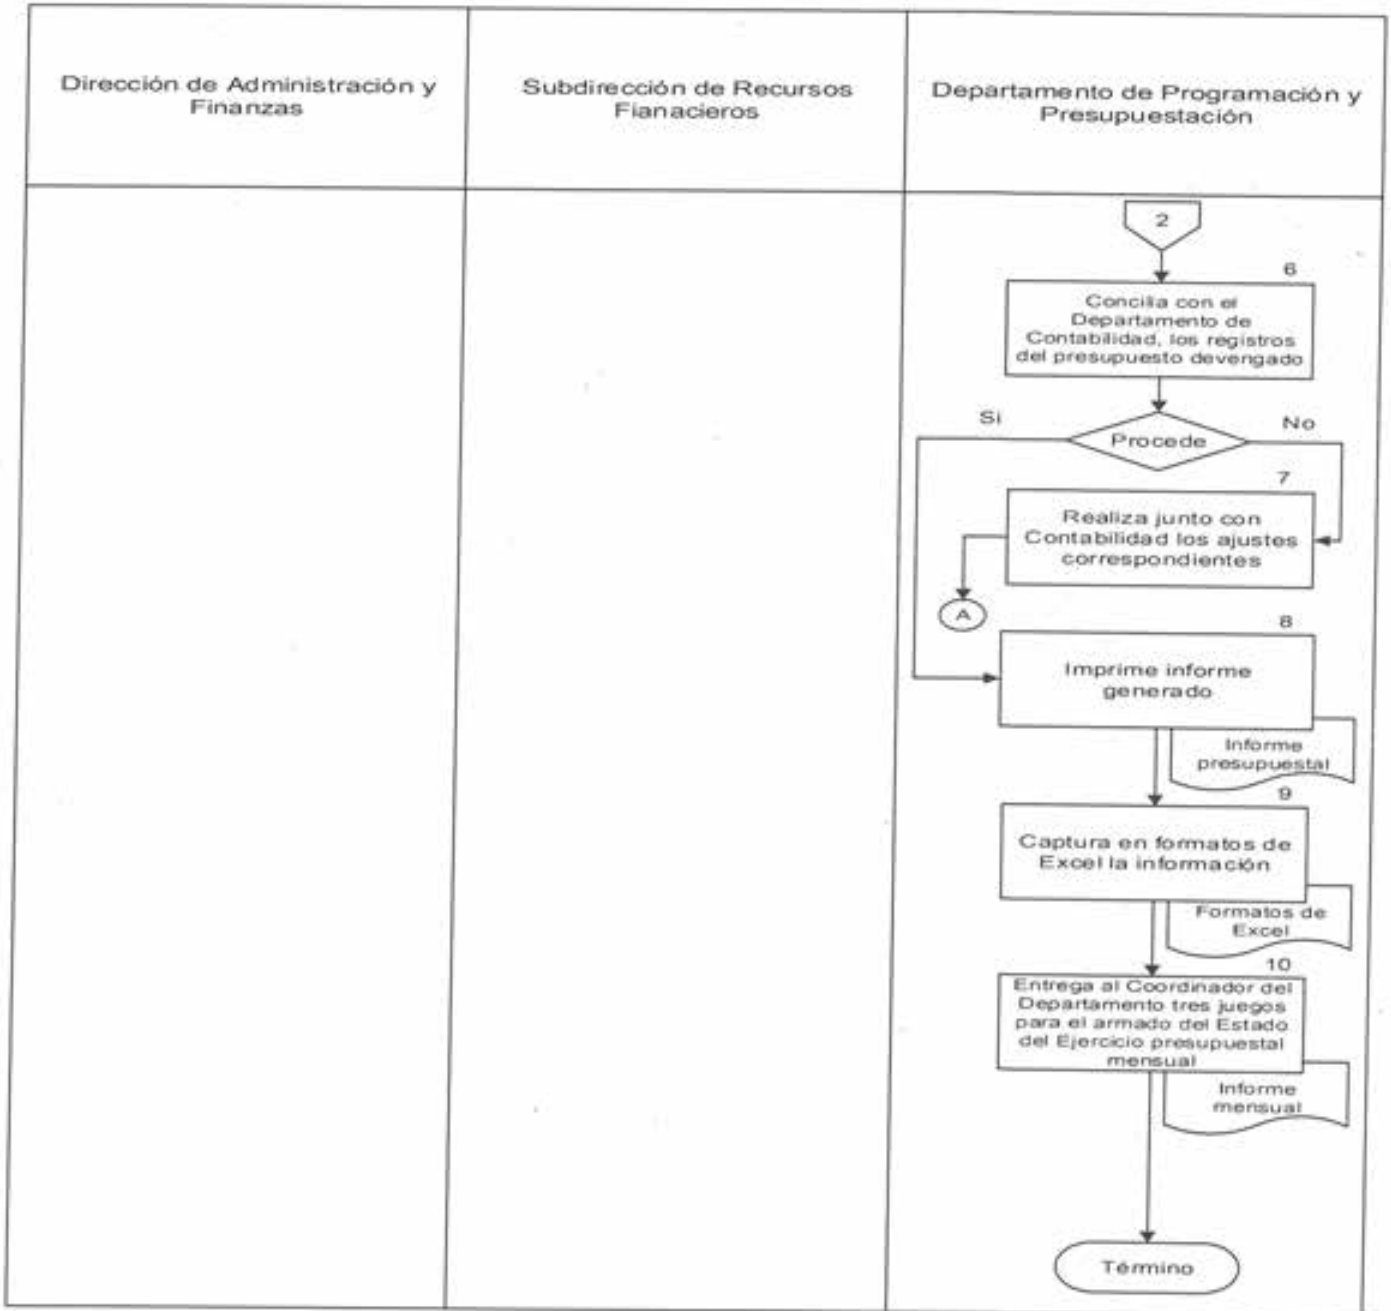 Dirección de Administración y
Finanzas
Subdirección de Recursos
Fianacieros
Departamento de Programación y
Presupuestación
2
6
Concilia con el
Departamento de
Contabilidad, los registros
del presupuesto devengado
Si
No
Procede
7
Realiza junto con
Contabilidad los ajustes
correspondientes
A
8
Imprime informe
generado
Informe
presupuestal
9
Captura en formatos de
Excel la información
Formatos de
Excel
10
Entrega al Coordinador del
Departamento tres juegos
para el armado del Estado
del Ejercicio presupuestal
mensual
Informe
mensual
Término